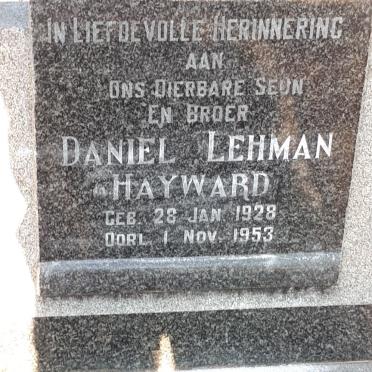 IN LIEFDEVOLLE HERINNERING
AAN
ONS DIERBARE SEUN
EN BROER
DANIEL LEHMAN
HAYWARD
GEB. 28 JAN 1928
OORL. 1 NOV. 1953